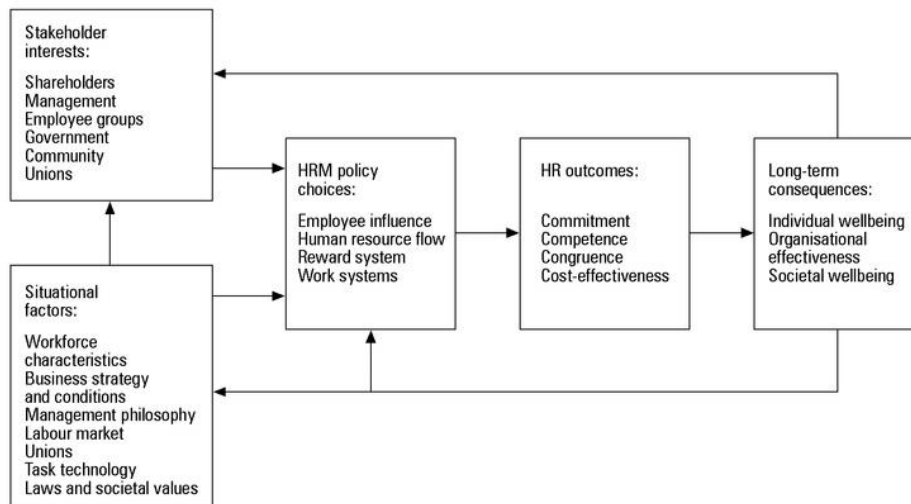 Stakeholder
interests:
Shareholders
Management
Employee groups
Government
Community
Unions
Situational
factors:
Workforce
characteristics
Business strategy
and conditions
Management philosophy
Labour market
Unions
Task technology
Laws and societal values
HRM policy
choices:
Employee influence
Human resource flow
Reward system
Work systems
HR outcomes:
Commitment
Competence
Congruence
Cost-effectiveness
Long-term
consequences:
Individual wellbeing
Organisational
effectiveness
Societal wellbeing